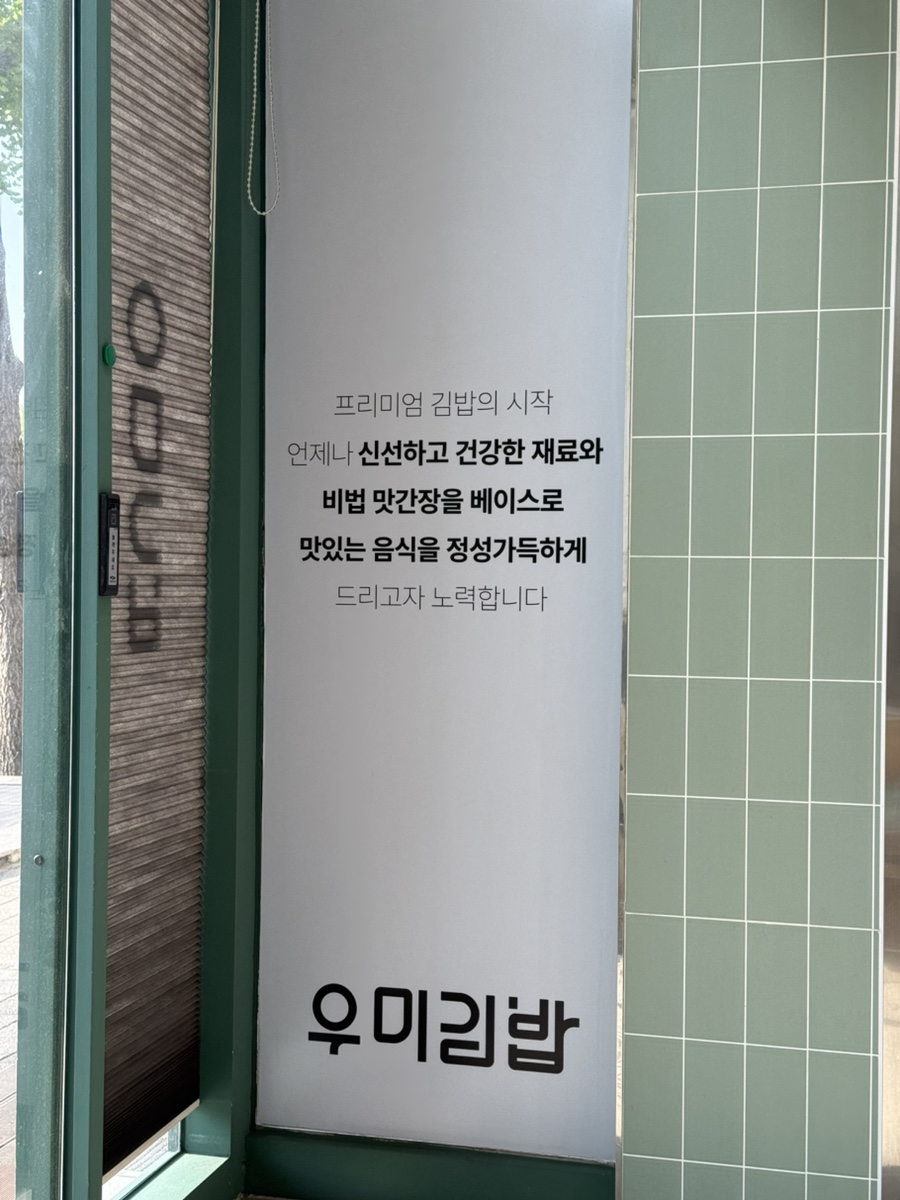 프리미엄 김밥의 시작
언제나 신선하고 건강한 재료와
비법 맛간장을 베이스로
맛있는 음식을 정성가득하게
드리고자 노력합니다
우미김밥